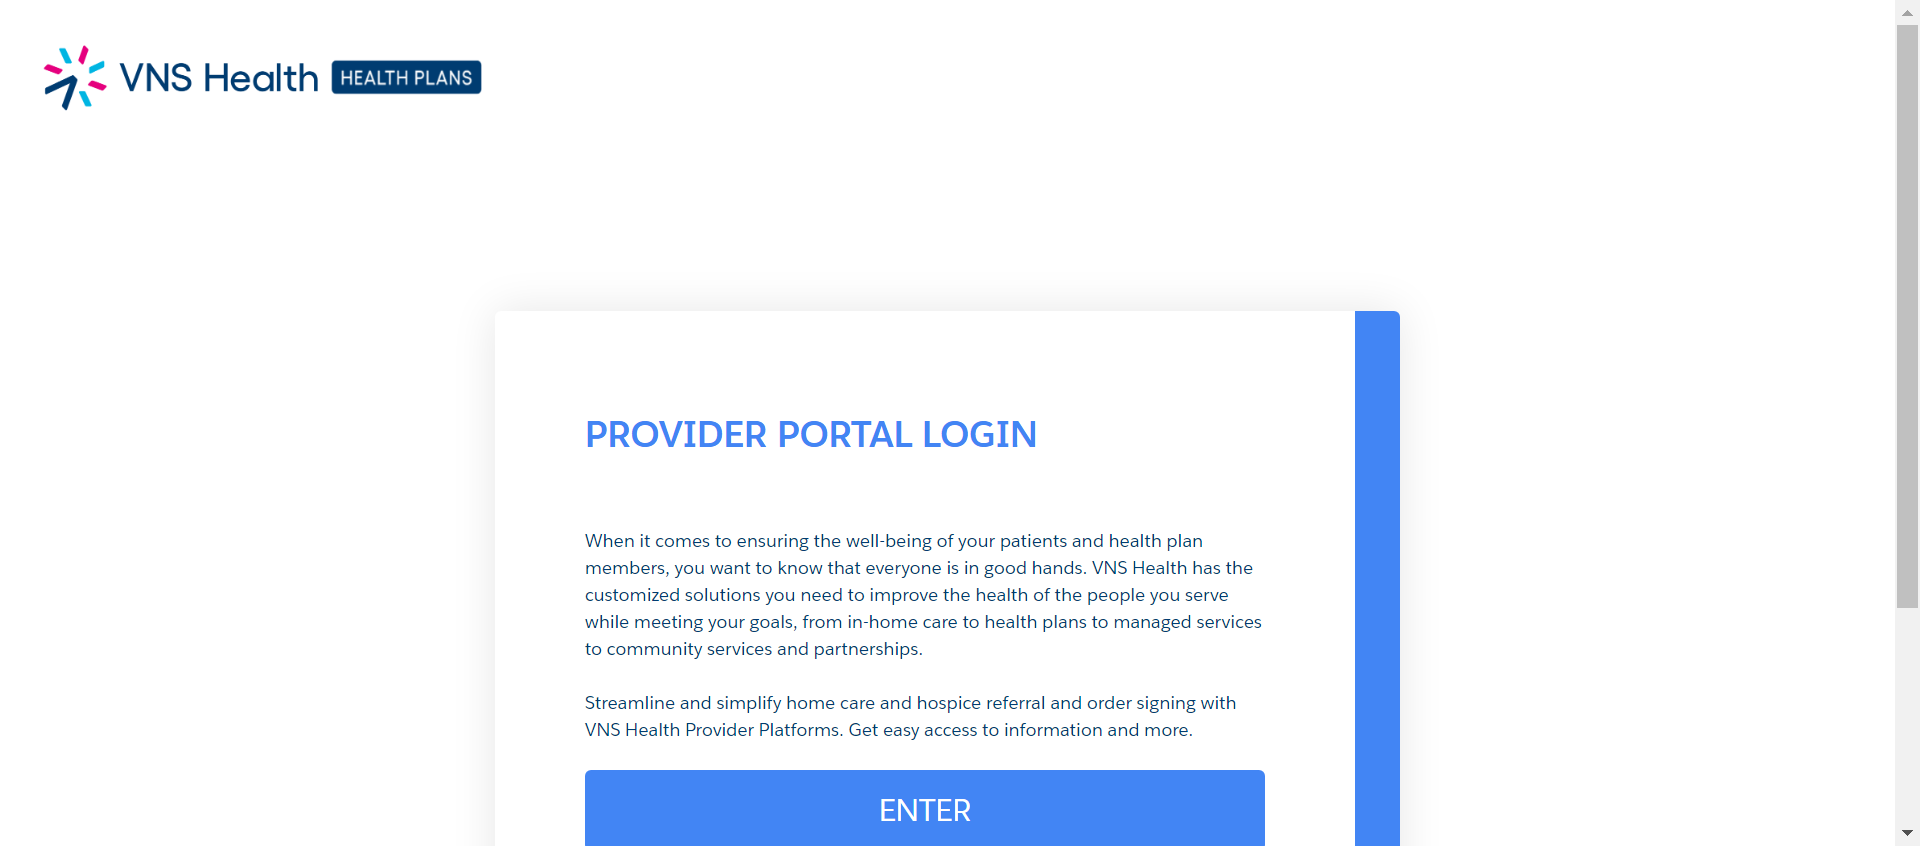 VNS Health HEALTH PLANS
PROVIDER PORTAL LOGIN
When it comes to ensuring the well-being of your patients and health plan
members, you want to know that everyone is in good hands. VNS Health has the
customized solutions you need to improve the health of the people you serve
while meeting your goals, from in-home care to health plans to managed services
to community services and partnerships.
Streamline and simplify home care and hospice referral and order signing with
VNS Health Provider Platforms. Get easy access to information and more.
ENTER